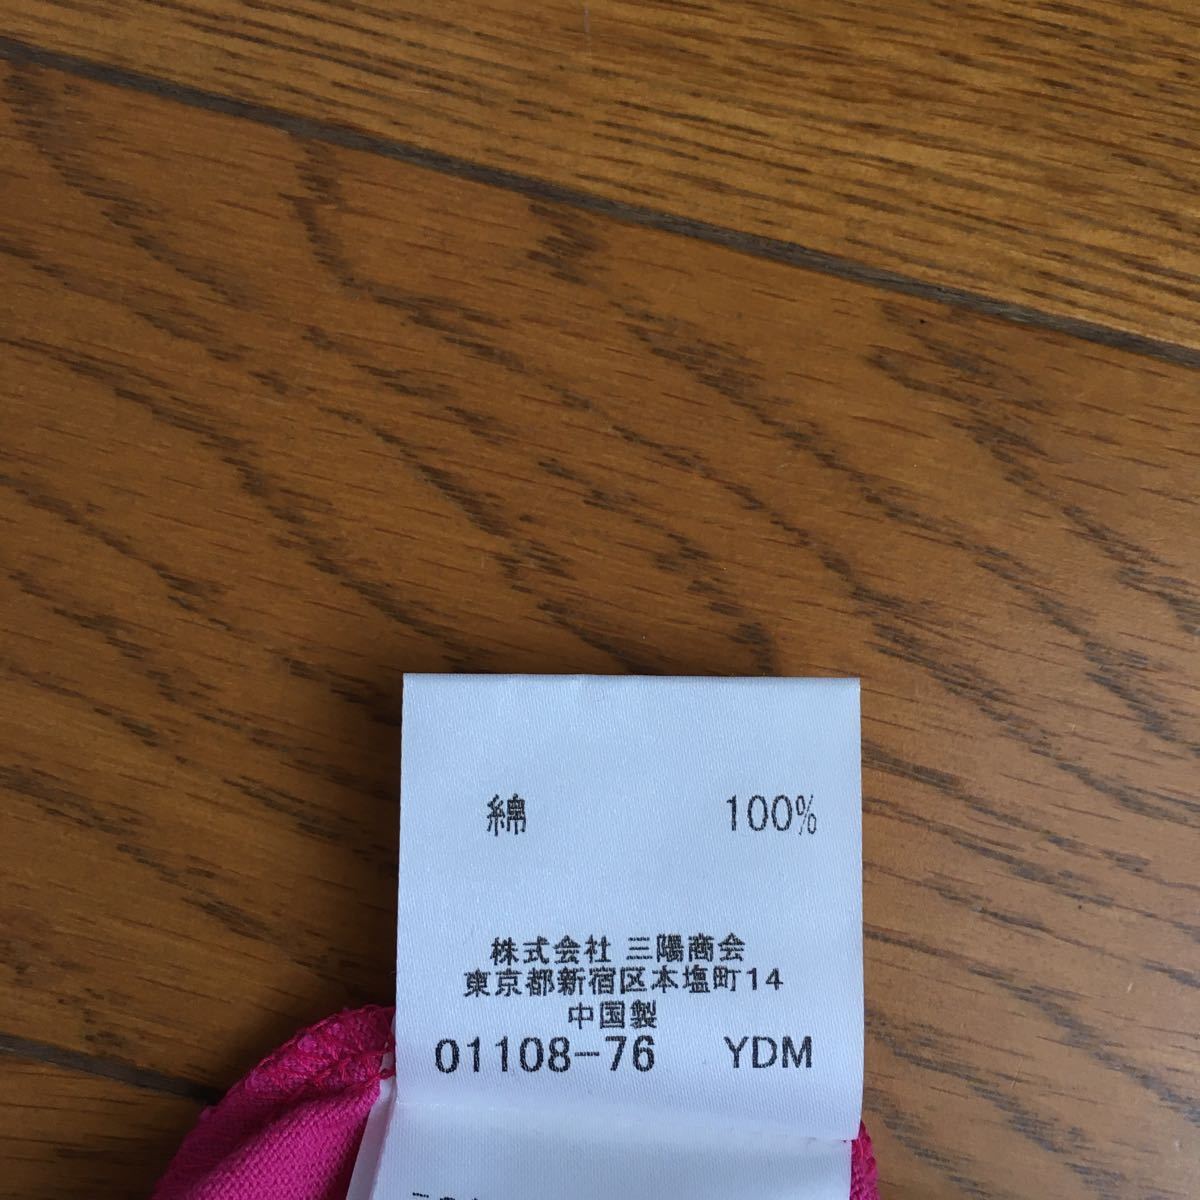 綿 100%
株式会社 三陽商会
東京都新宿区本塩町14
中国製
01108-76 YDM